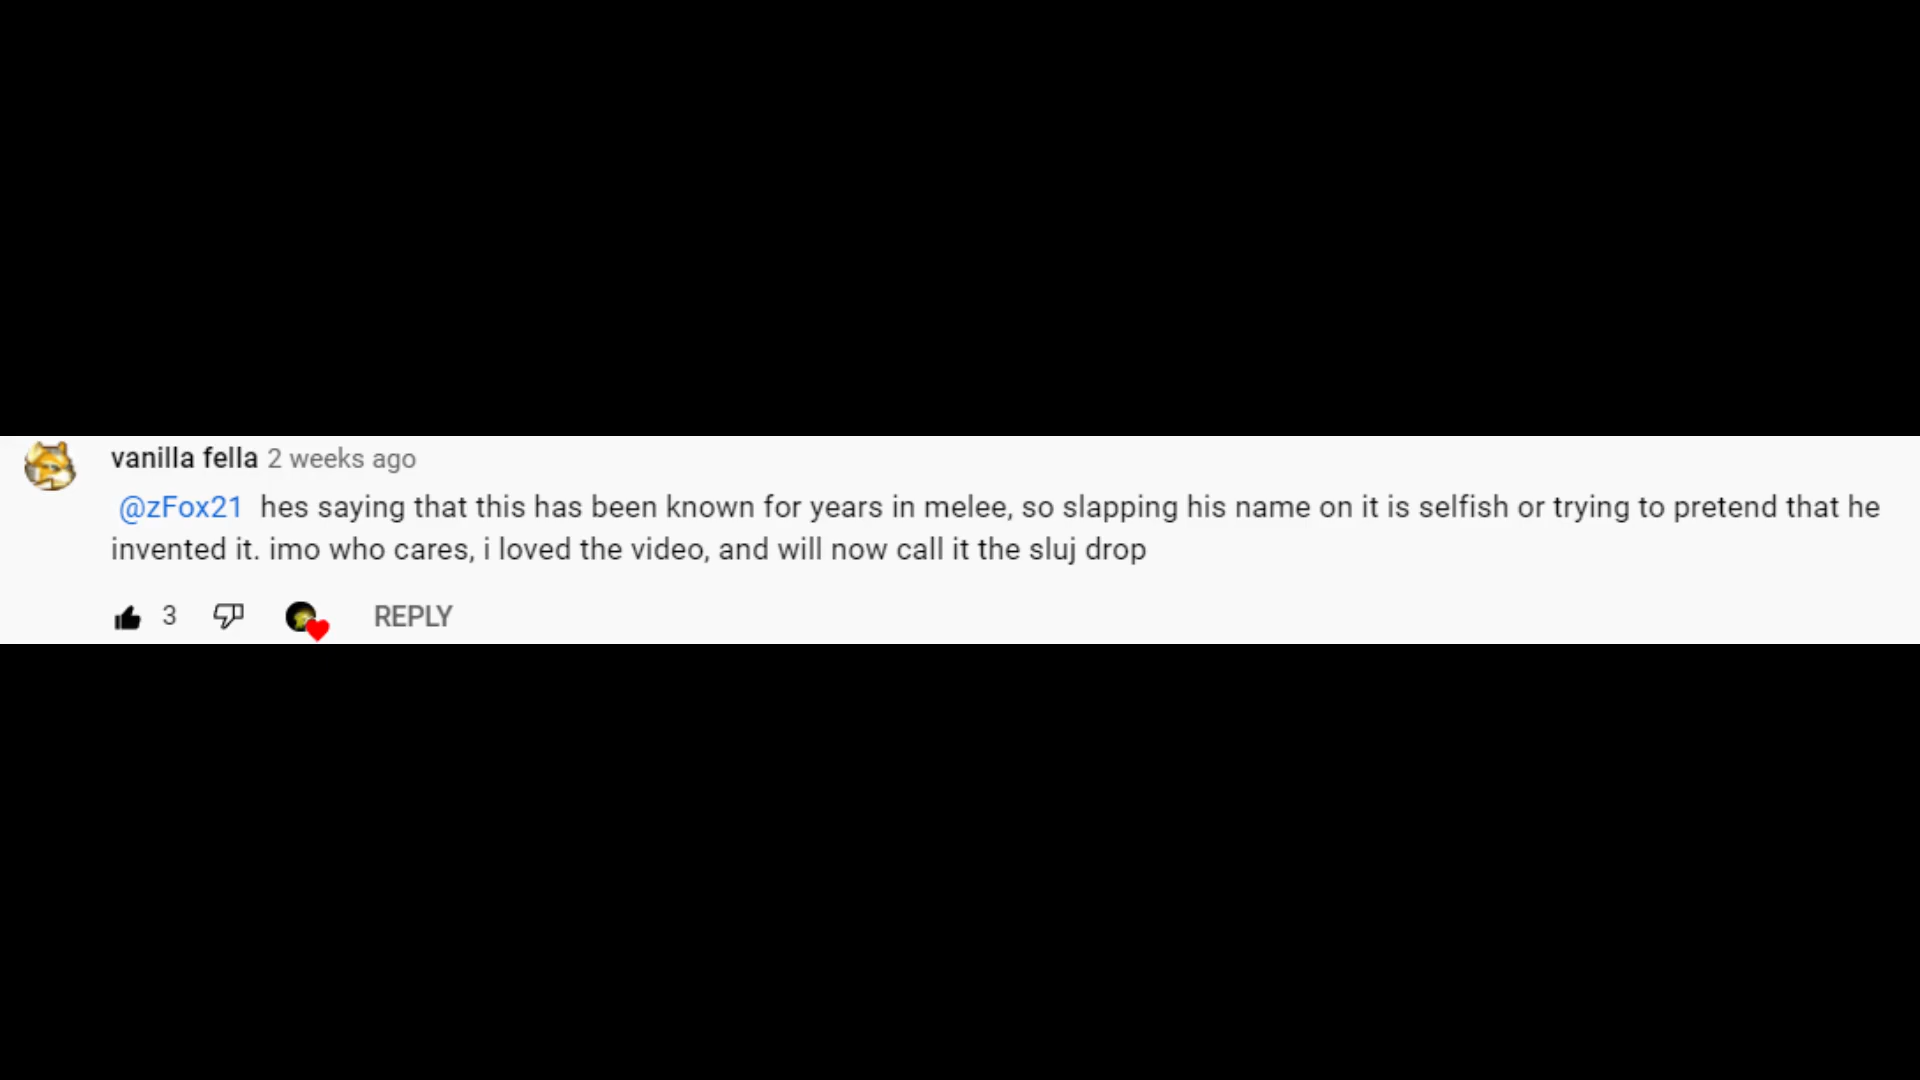 vanilla fella 2 weeks ago
@zFox21 hes saying that this has been known for years in melee, so slapping his name on it is selfish or trying to pretend that he
invented it. imo who cares, i loved the video, and will now call it the sluj drop
3 REPLY